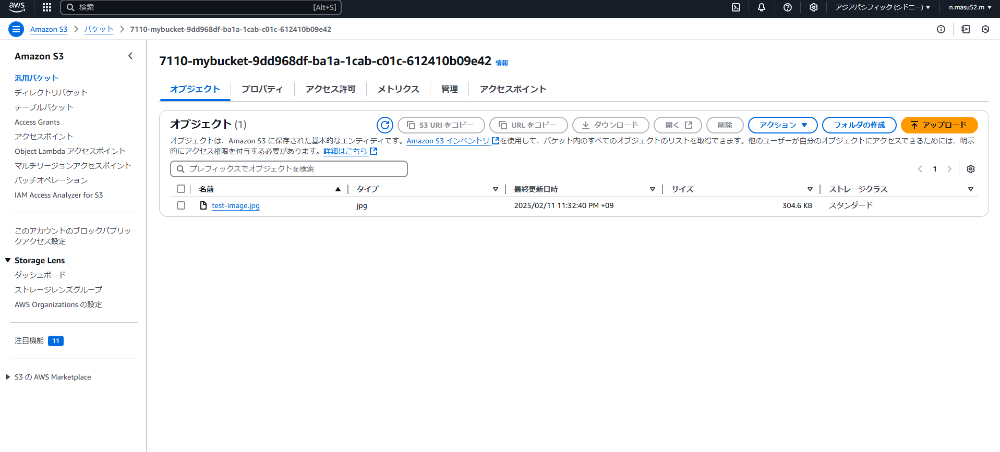 aws
検索
[Alt+S]
アジアパシフィック (シドニー)
n.masu52.m
Amazon S3
バケット
7110-mybucket-9dd968df-ba1a-1cab-c01c-612410b09e42
Amazon S3
汎用バケット
ディレクトリバケット
テーブルバケット
Access Grants
アクセスポイント
Object Lambda アクセスポイント
マルチリージョンアクセスポイント
バッチオペレーション
IAM Access Analyzer for S3
このアカウントのブロックパブリッ
クアクセス設定
Storage Lens
ダッシュボード
ストレージレンズグループ
AWS Organizations の設定
注目機能 11
S3 の AWS Marketplace
7110-mybucket-9dd968df-ba1a-1cab-c01c-612410b09e42 情報
オブジェクト
プロパティ
アクセス許可
メトリクス
管理
アクセスポイント
オブジェクト (1)
S3 URI をコピー
URL をコピー
ダウンロード
開く
削除
アクション
フォルダの作成
アップロード
オブジェクトは、Amazon S3 に保存された基本的なエンティティです。Amazon S3 インベントリ を使用して、バケット内のすべてのオブジェクトのリストを取得できます。他のユーザーが自分のオブジェクトにアクセスできるためには、明示
的にアクセス権限を付与する必要があります。詳細はこちら
プレフィックスでオブジェクトを検索
1
名前 タイプ 最終更新日時 サイズ ストレージクラス
test-image.jpg jpg 2025/02/11 11:32:40 PM +09 304.6 KB スタンダード